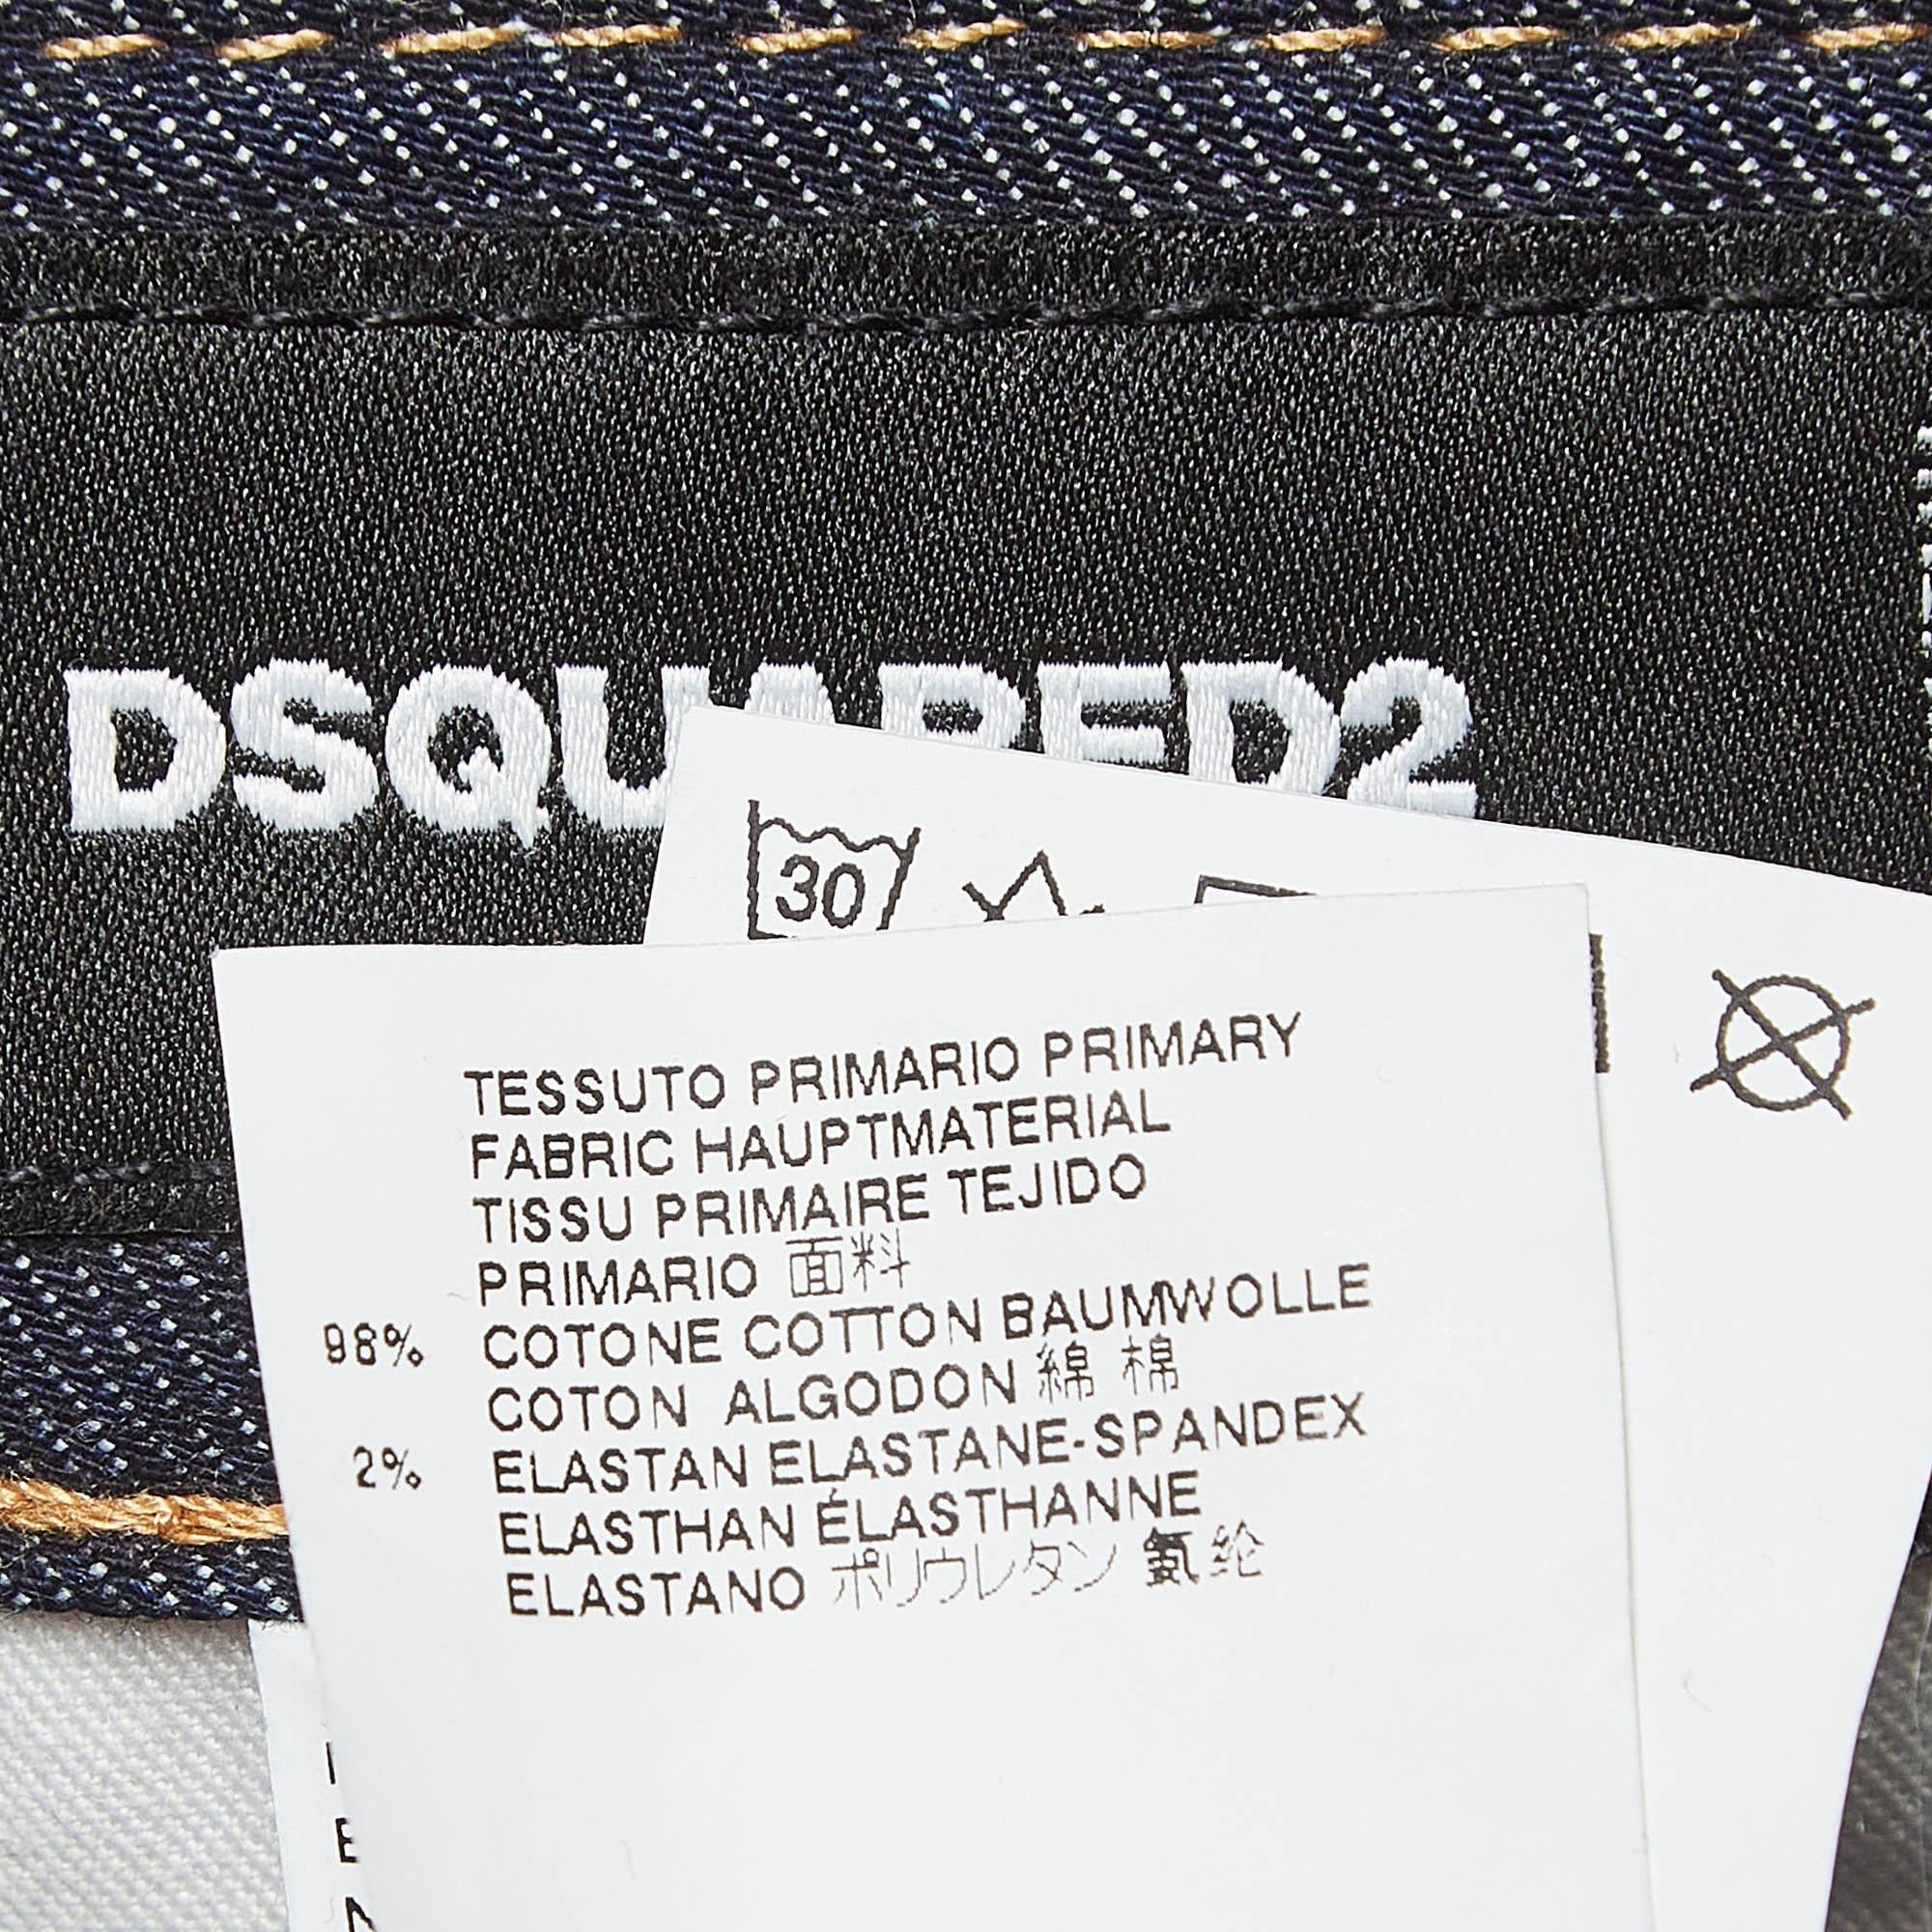 DSQUARED2
30
TESSUTO PRIMARIO PRIMARY
FABRIC HAUPTMATERIAL
TISSU PRIMAIRE TEJIDO
PRIMARIO 面料
98% COTONE COTTON BAUMWOLLE
COTON ALGODON 綿 棉
2% ELASTAN ELASTANE-SPANDEX
ELASTHAN ÉLASTHANNE
ELASTANO ポリウレタン 氨纶